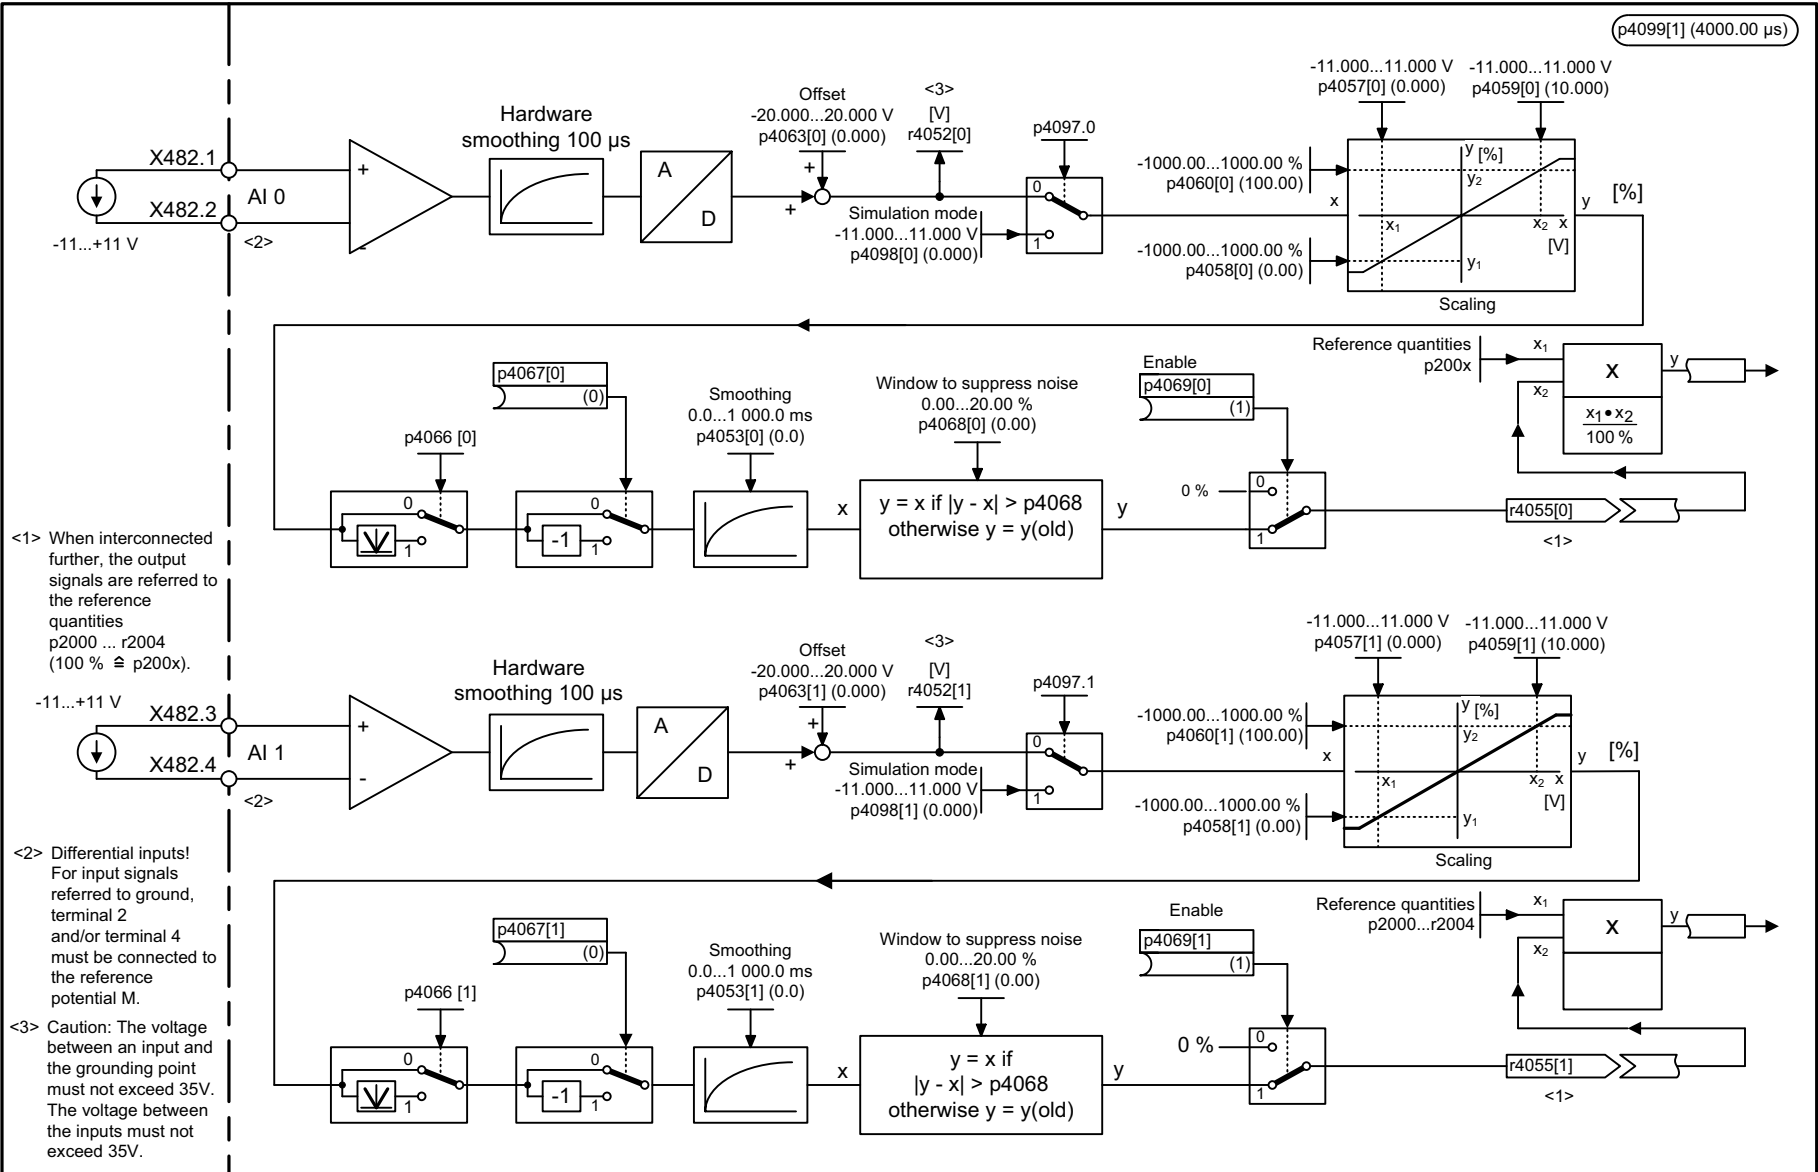 p4099[1] (4000.00 µs)
-11.000...11.000 V
p4057[0] (0.000)
-11.000...11.000 V
p4059[0] (10.000)
Hardware
smoothing 100 µs
Offset
-20.000...20.000 V
p4063[0] (0.000)
<3>
[V]
r4052[0]
p4097.0
X482.1
X482.2
AI 0
<2>
-11...+11 V
+
-
A
D
+
+
0
1
Simulation mode
-11.000...11.000 V
p4098[0] (0.000)
-1000.00...1000.00 %
p4060[0] (100.00)
x
-1000.00...1000.00 %
p4058[0] (0.00)
y [%]
y2
x1
x2 x
[V]
y1
y
[%]
Scaling
p4067[0]
(0)
p4066 [0]
0
1
0
-1
1
Smoothing
0.0...1 000.0 ms
p4053[0] (0.0)
x
Window to suppress noise
0.00...20.00 %
p4068[0] (0.00)
y = x if |y - x| > p4068
otherwise y = y(old)
y
Enable
p4069[0]
(1)
0 %
0
1
Reference quantities
p200x
x1
x2
X
x1•x2
100 %
y
r4055[0]
<1>
<1> When interconnected
further, the output
signals are referred to
the reference
quantities
p2000 ... r2004
(100 % ≙ p200x).
-11.000...11.000 V
p4057[1] (0.000)
-11.000...11.000 V
p4059[1] (10.000)
Hardware
smoothing 100 µs
Offset
-20.000...20.000 V
p4063[1] (0.000)
<3>
[V]
r4052[1]
p4097.1
-11...+11 V
X482.3
X482.4
AI 1
<2>
+
-
A
D
+
+
0
1
Simulation mode
-11.000...11.000 V
p4098[1] (0.000)
-1000.00...1000.00 %
p4060[1] (100.00)
x
-1000.00...1000.00 %
p4058[1] (0.00)
y [%]
y2
x1
x2 x
[V]
y1
y
[%]
Scaling
<2> Differential inputs!
For input signals
referred to ground,
terminal 2
and/or terminal 4
must be connected to
the reference
potential M.
<3> Caution: The voltage
between an input and
the grounding point
must not exceed 35V.
The voltage between
the inputs must not
exceed 35V.
p4067[1]
(0)
p4066 [1]
0
1
0
-1
1
Smoothing
0.0...1 000.0 ms
p4053[1] (0.0)
x
Window to suppress noise
0.00...20.00 %
p4068[1] (0.00)
y = x if
|y - x| > p4068
otherwise y = y(old)
y
Enable
p4069[1]
(1)
0 %
0
1
Reference quantities
p2000...r2004
x1
x2
X
y
r4055[1]
<1>